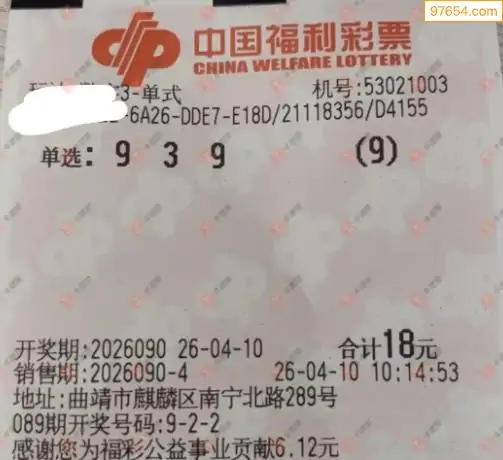 97654.com
中国福利彩票
CHINA WELFARE LOTTERY
3-单式 机号:53021003
-6A26-DDE7-E18D/21118356/D4155
单选: 9 3 9 (9)
开奖期:2026090 26-04-10 合计18元
销售期:2026090-4 26-04-10 10:14:53
地址:曲靖市麒麟区南宁北路289号
089期开奖号码:9-2-2
感谢您为福彩公益事业贡献6.12元